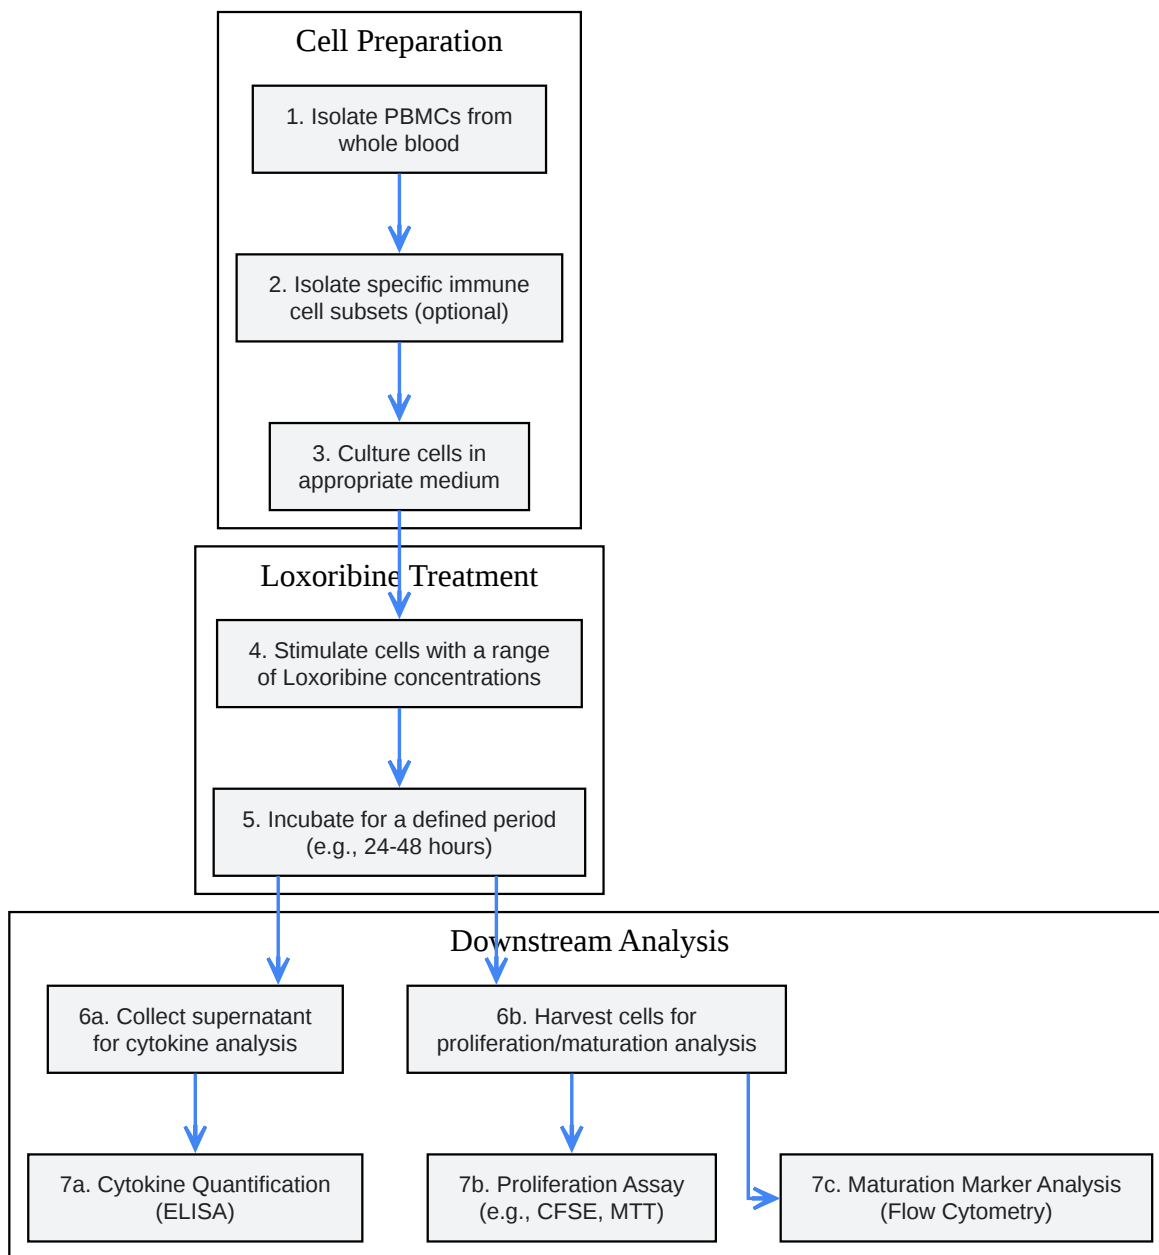 Cell Preparation
1. Isolate PBMCs from
whole blood
2. Isolate specific immune
cell subsets (optional)
3. Culture cells in
appropriate medium
Loxoribine Treatment
4. Stimulate cells with a range
of Loxoribine concentrations
5. Incubate for a defined period
(e.g., 24-48 hours)
Downstream Analysis
6a. Collect supernatant
for cytokine analysis
6b. Harvest cells for
proliferation/maturation analysis
7a. Cytokine Quantification
(ELISA)
7b. Proliferation Assay
(e.g., CFSE, MTT)
7c. Maturation Marker Analysis
(Flow Cytometry)